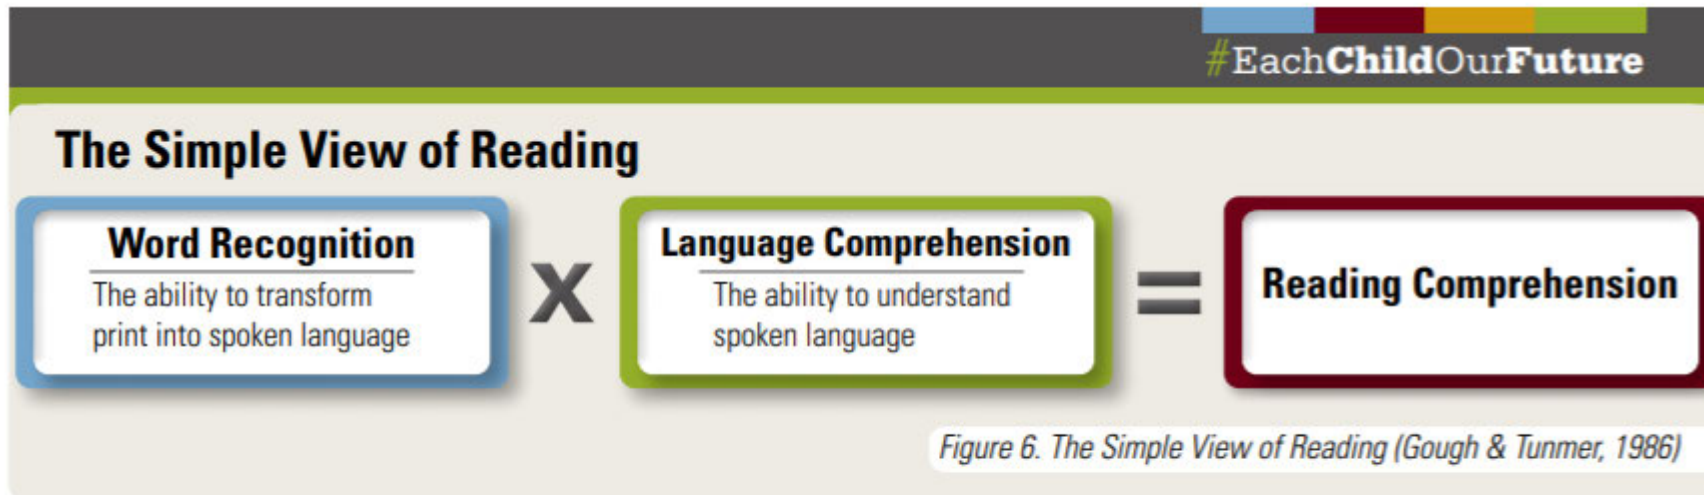 #EachChildOurFuture
The Simple View of Reading
Word Recognition
The ability to transform
print into spoken language
x
Language Comprehension
The ability to understand
spoken language
=
Reading Comprehension
Figure 6. The Simple View of Reading (Gough & Tunmer, 1986)